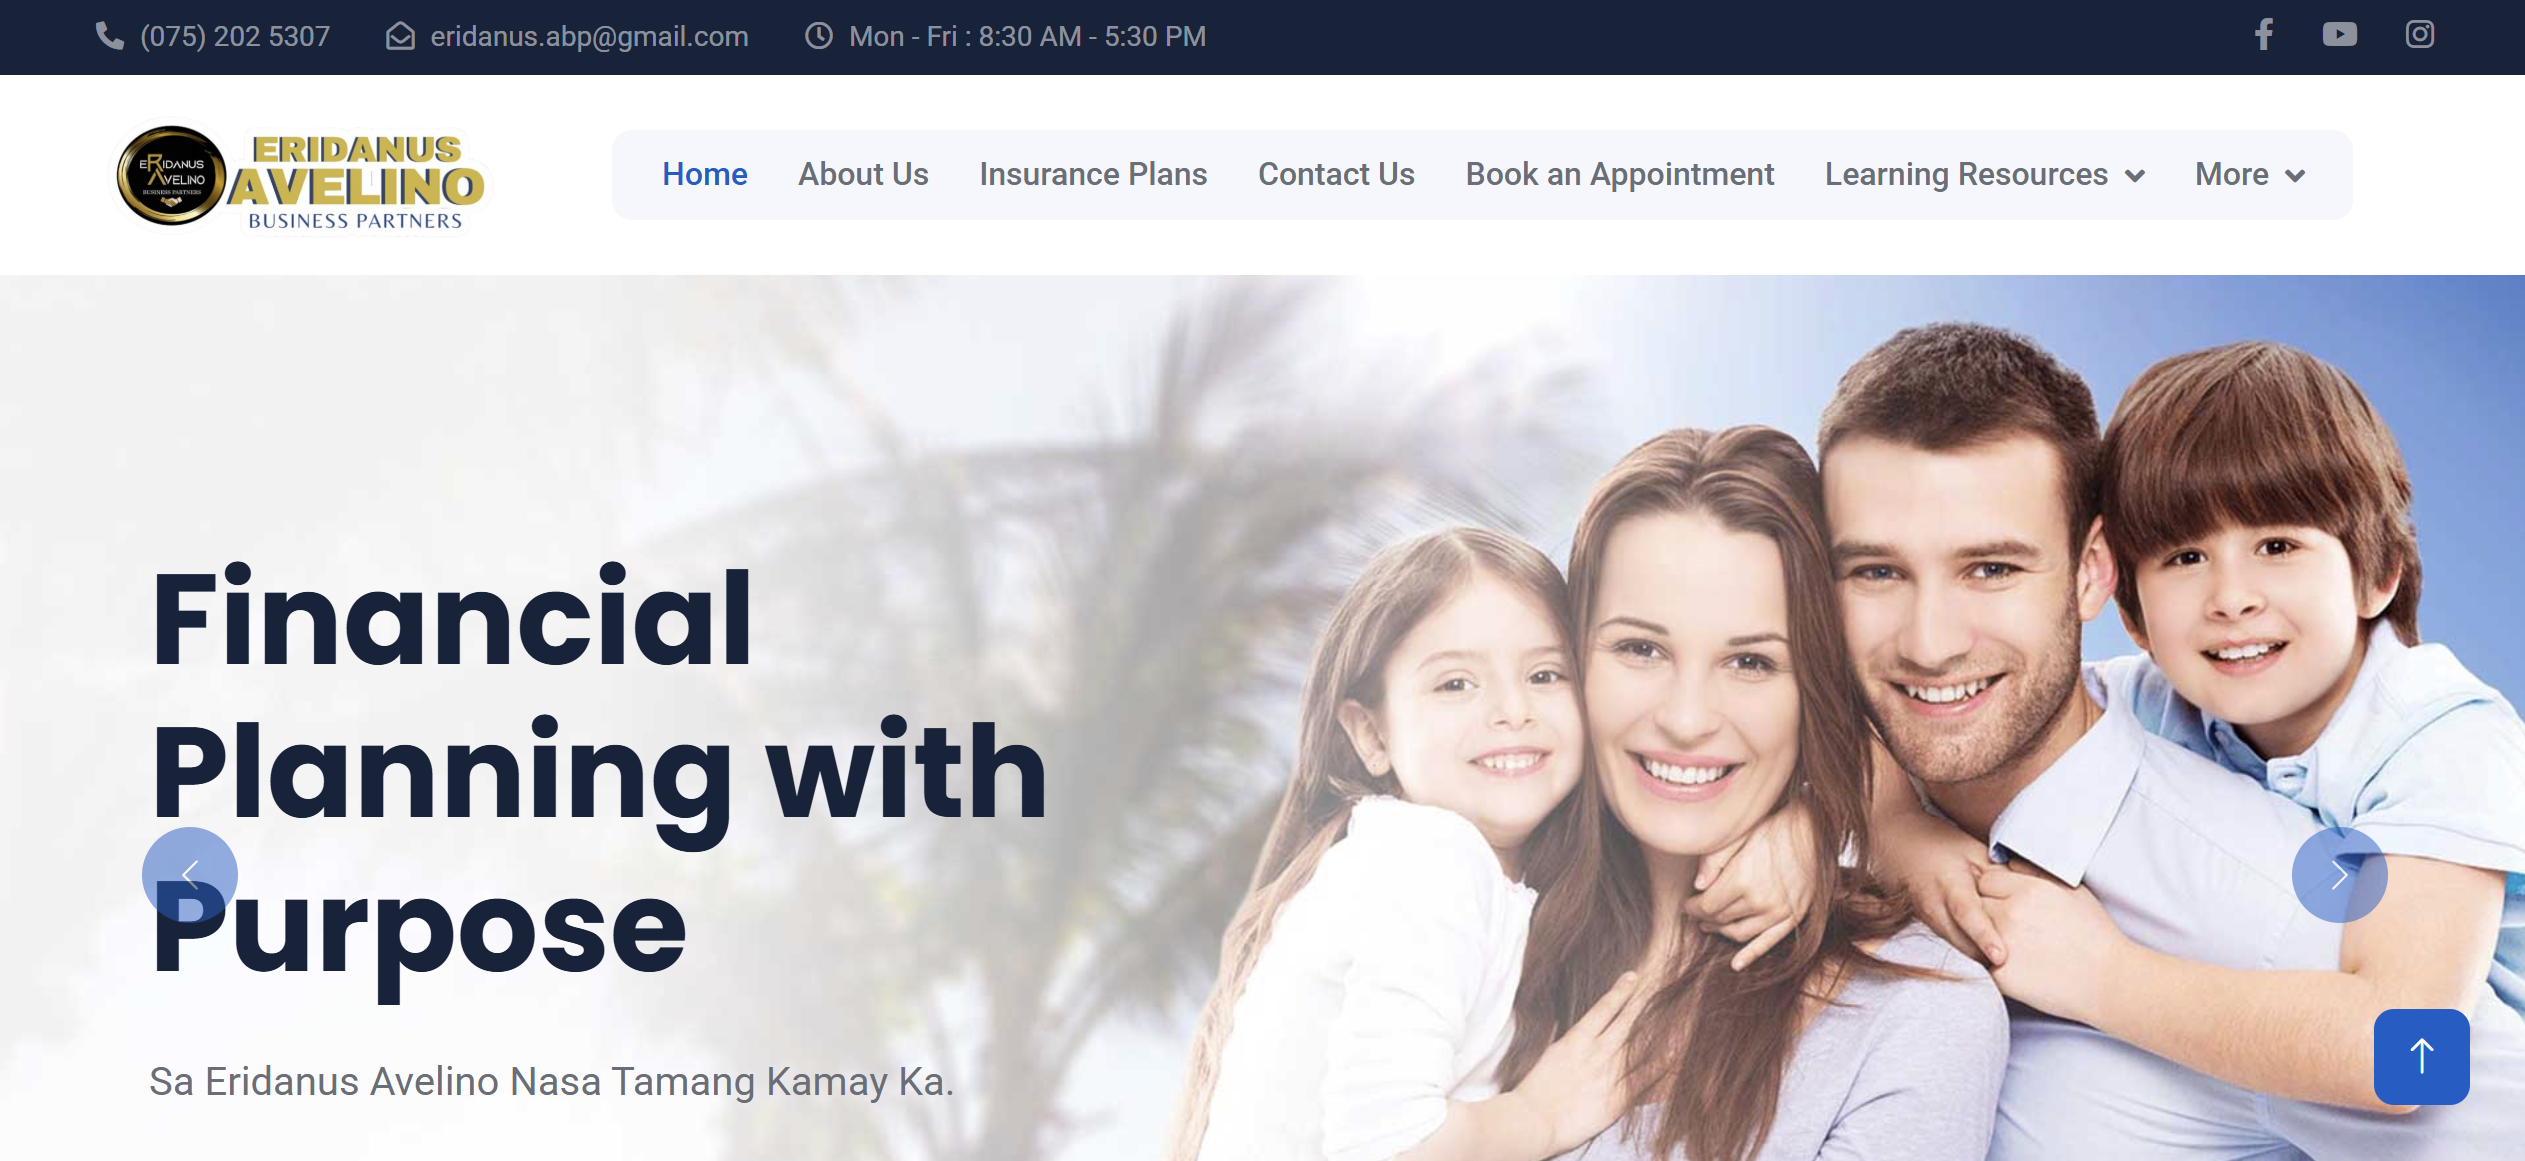 (075) 202 5307 eridanus.abp@gmail.com Mon - Fri : 8:30 AM - 5:30 PM
ERIDANUS
AVELINO
BUSINESS PARTNERS
ERIDANUS
AVELINO
BUSINESS PARTNERS
Home About Us Insurance Plans Contact Us Book an Appointment Learning Resources More
Financial
Planning with
Purpose
Sa Eridanus Avelino Nasa Tamang Kamay Ka.